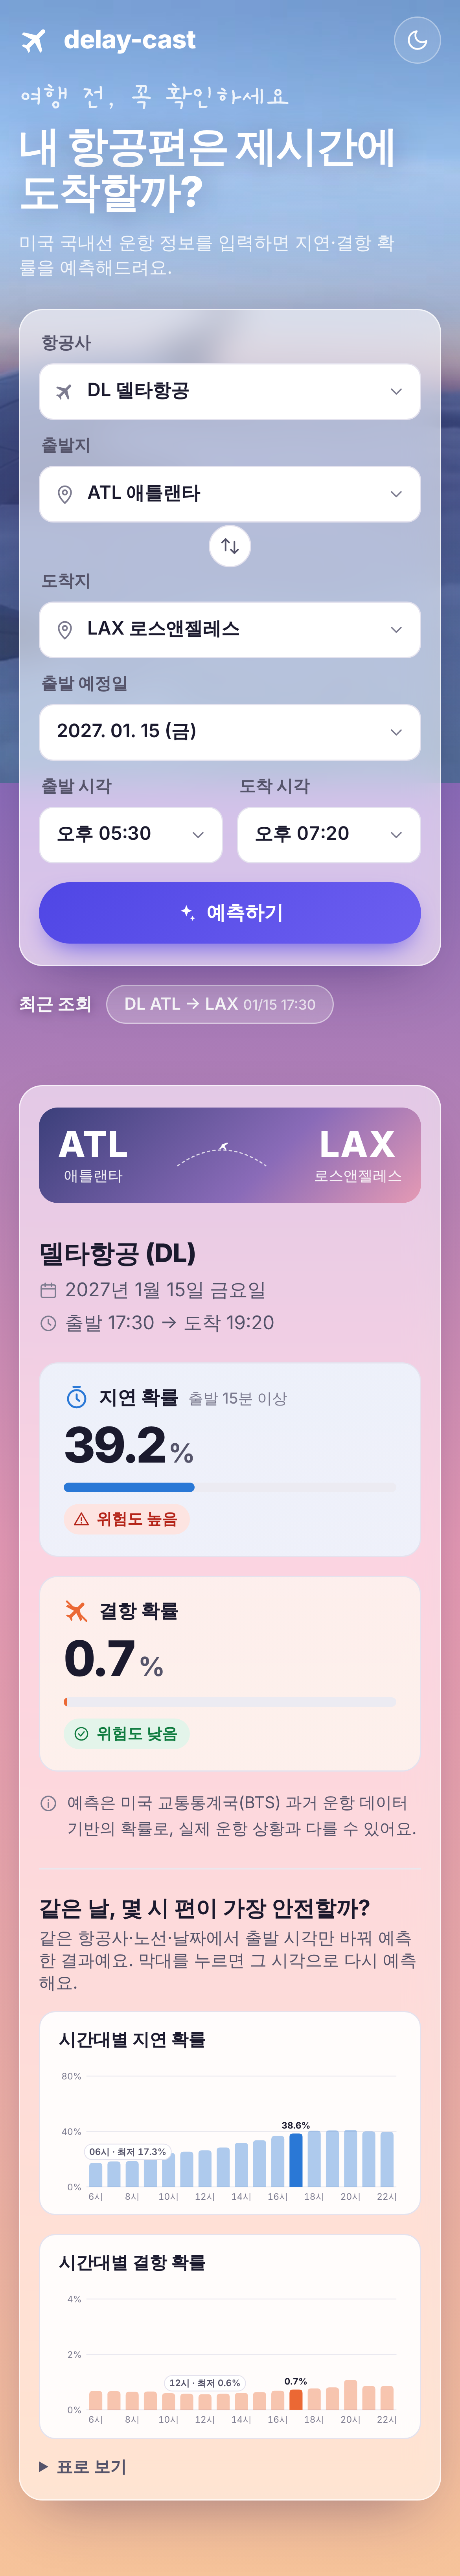 delay-cast
여행 전, 꼭 확인하세요
내 항공편은 제시간에
도착할까?
미국 국내선 운항 정보를 입력하면 지연·결항 확
률을 예측해드려요.
항공사
DL 델타항공
출발지
ATL 애틀랜타
도착지
LAX 로스앤젤레스
출발 예정일
2027. 01. 15 (금)
출발 시각 도착 시각
오후 05:30 오후 07:20
예측하기
최근 조회 DL ATL → LAX 01/15 17:30
ATL LAX
애틀랜타 로스앤젤레스
델타항공 (DL)
2027년 1월 15일 금요일
출발 17:30 → 도착 19:20
지연 확률 출발 15분 이상
39.2%
위험도 높음
결항 확률
0.7%
위험도 낮음
예측은 미국 교통통계국(BTS) 과거 운항 데이터
기반의 확률로, 실제 운항 상황과 다를 수 있어요.
같은 날, 몇 시 편이 가장 안전할까?
같은 항공사·노선·날짜에서 출발 시각만 바꿔 예측
한 결과예요. 막대를 누르면 그 시각으로 다시 예측
해요.
시간대별 지연 확률
80%
38.6%
40%
06시 · 최저 17.3%
0%
6시 8시 10시 12시 14시 16시 18시 20시 22시
시간대별 결항 확률
4%
2%
12시 · 최저 0.6% 0.7%
0%
6시 8시 10시 12시 14시 16시 18시 20시 22시
▶ 표로 보기